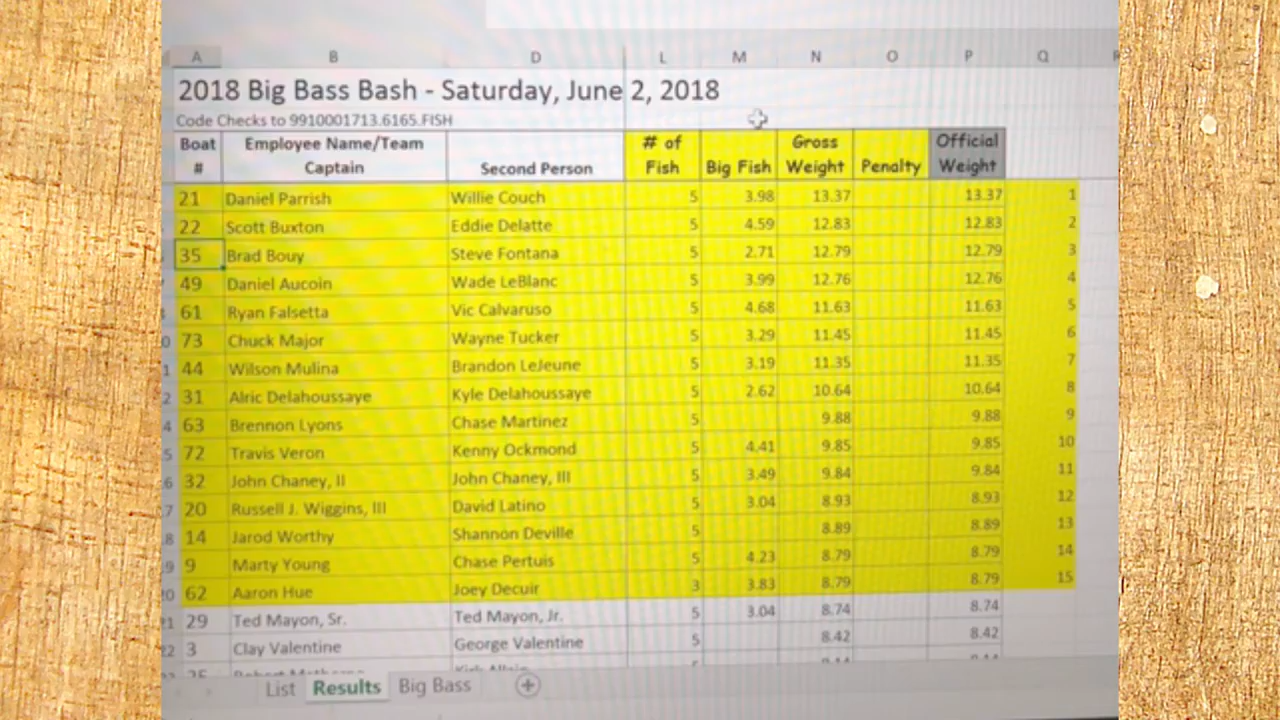 A B D L M N O P Q
2018 Big Bass Bash - Saturday, June 2, 2018
Code Checks to 9910001713.6165.FISH
Boat # Employee Name/Team Captain Second Person # of Fish Big Fish Gross Weight Penalty Official Weight
21 Daniel Parrish Willie Couch 5 3.98 13.37 13.37 1
22 Scott Buxton Eddie Delatte 5 4.59 12.83 12.83 2
35 Brad Bouy Steve Fontana 5 2.71 12.79 12.79 3
49 Daniel Aucoin Wade LeBlanc 5 3.99 12.76 12.76 4
61 Ryan Falsetta Vic Calvaruso 5 4.68 11.63 11.63 5
73 Chuck Major Wayne Tucker 5 3.29 11.45 11.45 6
44 Wilson Mulina Brandon LeJeune 5 3.19 11.35 11.35 7
31 Alric Delahoussaye Kyle Delahoussaye 5 2.62 10.64 10.64 8
63 Brennon Lyons Chase Martinez 5 9.88 9.88 9
72 Travis Veron Kenny Ockmond 5 4.41 9.85 9.85 10
32 John Chaney, II John Chaney, III 5 3.49 9.84 9.84 11
20 Russell J. Wiggins, III David Latino 5 3.04 8.93 8.93 12
14 Jarod Worthy Shannon Deville 5 8.89 8.89 13
9 Marty Young Chase Pertuis 5 4.23 8.79 8.79 14
62 Aaron Hue Joey Decuir 3 3.83 8.79 8.79 15
29 Ted Mayon, Sr. Ted Mayon, Jr. 5 3.04 8.74 8.74
3 Clay Valentine George Valentine 5 8.42 8.42
List Results Big Bass